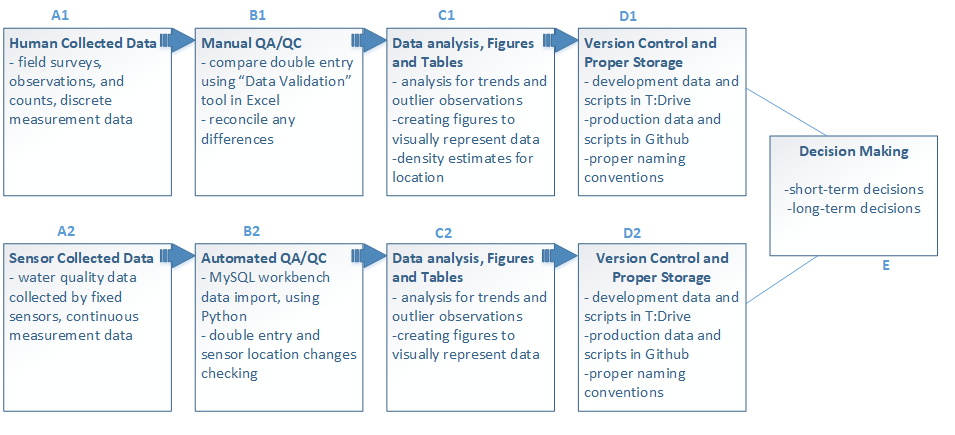 A1
Human Collected Data
- field surveys,
observations, and
counts, discrete
measurement data
B1
Manual QA/QC
- compare double entry
using “Data Validation”
tool in Excel
- reconcile any
differences
C1
Data analysis, Figures
and Tables
- analysis for trends and
outlier observations
-creating figures to
visually represent data
-density estimates for
location
D1
Version Control and
Proper Storage
- development data and
scripts in T:Drive
-production data and
scripts in Github
-proper naming
conventions
Decision Making
-short-term decisions
-long-term decisions
E
A2
Sensor Collected Data
- water quality data
collected by fixed
sensors, continuous
measurement data
B2
Automated QA/QC
- MySQL workbench
data import, using
Python
- double entry and
sensor location changes
checking
C2
Data analysis, Figures
and Tables
- analysis for trends and
outlier observations
-creating figures to
visually represent data
D2
Version Control and
Proper Storage
- development data and
scripts in T:Drive
-production data and
scripts in Github
-proper naming
conventions